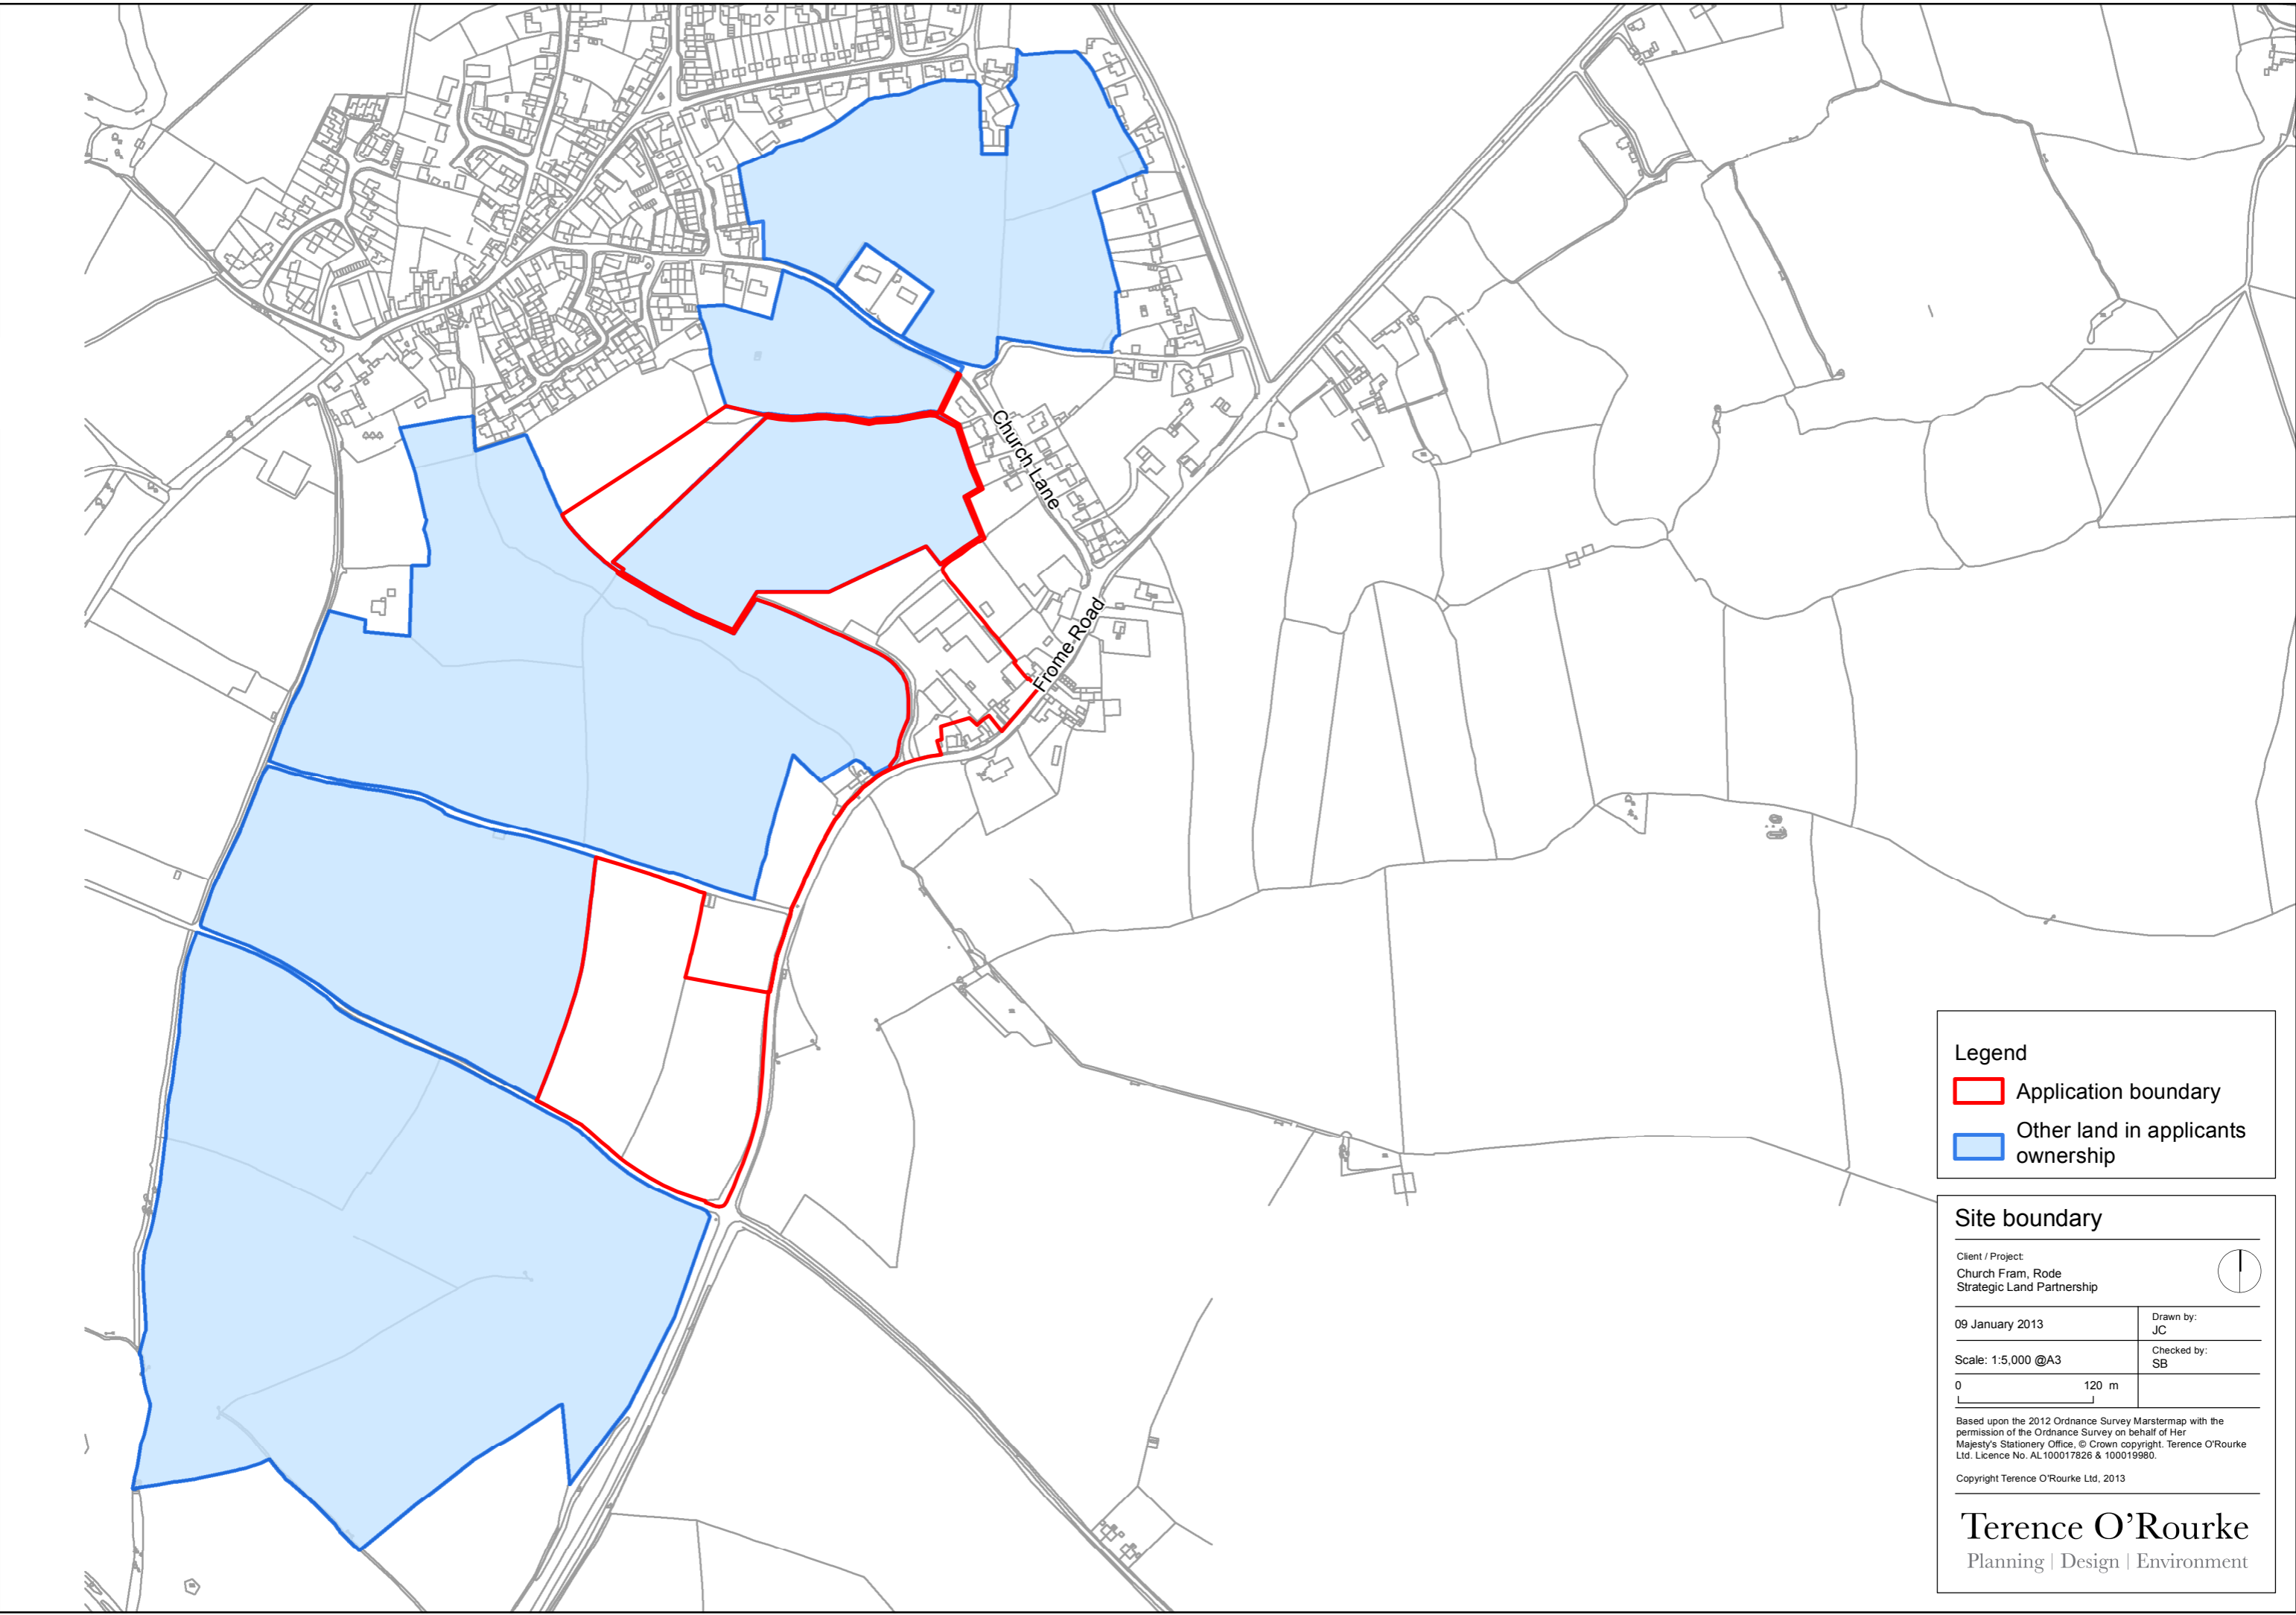 Church Lane
Frome Road
Legend
Application boundary
Other land in applicants
ownership
Site boundary
Client / Project:
Church Fram, Rode
Strategic Land Partnership
09 January 2013
Drawn by:
JC
Scale: 1:5,000 @A3
Checked by:
SB
0 120 m
Based upon the 2012 Ordnance Survey Marstermap with the
permission of the Ordnance Survey on behalf of Her
Majesty's Stationery Office, © Crown copyright. Terence O'Rourke
Ltd. Licence No. AL100017826 & 100019980.
Copyright Terence O'Rourke Ltd, 2013
Terence O'Rourke
Planning | Design | Environment